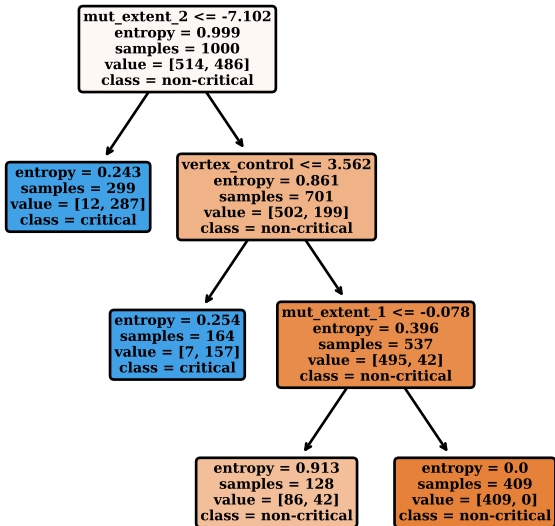 mut_extent_2 <= -7.102
entropy = 0.999
samples = 1000
value = [514, 486]
class = non-critical
entropy = 0.243
samples = 299
value = [12, 287]
class = critical
vertex_control <= 3.562
entropy = 0.861
samples = 701
value = [502, 199]
class = non-critical
entropy = 0.254
samples = 164
value = [7, 157]
class = critical
mut_extent_1 <= -0.078
entropy = 0.396
samples = 537
value = [495, 42]
class = non-critical
entropy = 0.913
samples = 128
value = [86, 42]
class = non-critical
entropy = 0.0
samples = 409
value = [409, 0]
class = non-critical